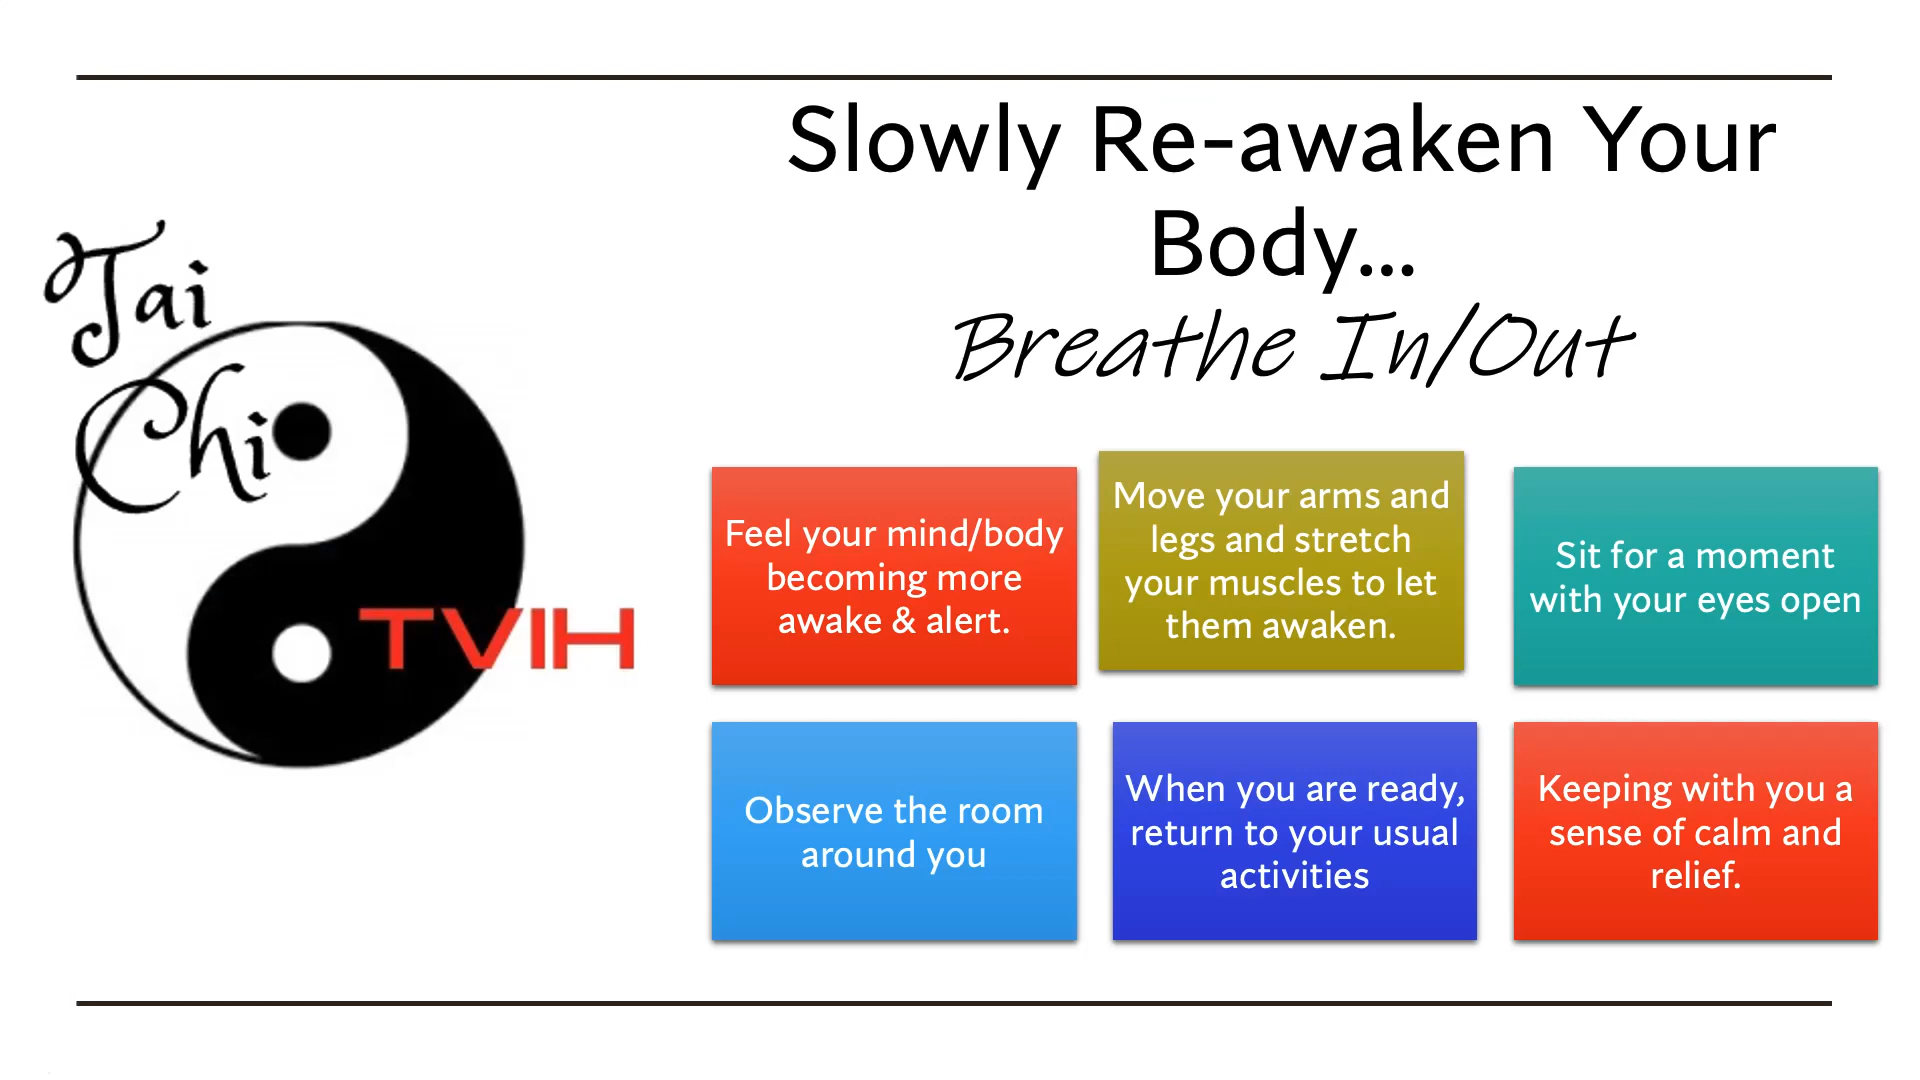 Tai
Chi
TVIH
Slowly Re-awaken Your
Body...
Breathe In/Out
Feel your mind/body
becoming more
awake & alert.
Move your arms and
legs and stretch
your muscles to let
them awaken.
Sit for a moment
with your eyes open
Observe the room
around you
When you are ready,
return to your usual
activities
Keeping with you a
sense of calm and
relief.